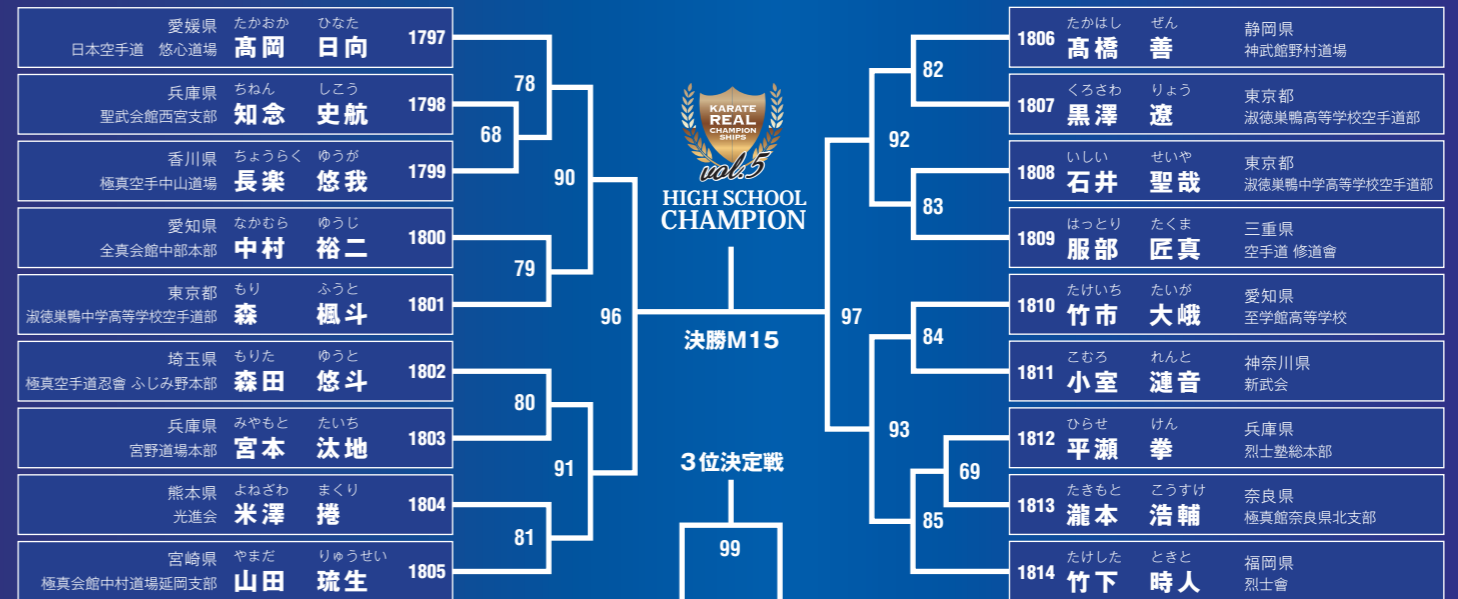 愛媛県 たかおか ひなた
日本空手道 悠心道場 髙岡 日向 1797
兵庫県 ちねん しこう
聖武会館西宮支部 知念 史航 1798
香川県 ちょうらく ゆうが
極真空手中山道場 長楽 悠我 1799
愛知県 なかむら ゆうじ
全真会館中部本部 中村 裕二 1800
東京都 もり ふうと
淑徳巣鴨中学高等学校空手道部 森 楓斗 1801
埼玉県 もりた ゆうと
極真空手道忍會 ふじみ野本部 森田 悠斗 1802
兵庫県 みやもと たいち
宮野道場本部 宮本 汰地 1803
熊本県 よねざわ まくり
光進会 米澤 捲 1804
宮崎県 やまだ りゅうせい
極真会館中村道場延岡支部 山田 琉生 1805
78
68
90
79
96
80
91
81
KARATE
REAL
CHAMPION
SHIPS
vol.5
HIGH SCHOOL
CHAMPION
決勝M15
3位決定戦
99
82
92
83
97
84
93
69
85
たかはし ぜん 静岡県
1806 髙橋 善 神武館野村道場
くろさわ りょう 東京都
1807 黒澤 遼 淑徳巣鴨高等学校空手道部
いしい せいや 東京都
1808 石井 聖哉 淑徳巣鴨中学高等学校空手道部
はっとり たくま 三重県
1809 服部 匠真 空手道 修道會
たけいち たいが 愛知県
1810 竹市 大峨 至学館高等学校
こむろ れんと 神奈川県
1811 小室 漣音 新武会
ひらせ けん 兵庫県
1812 平瀬 拳 烈士塾総本部
たきもと こうすけ 奈良県
1813 瀧本 浩輔 極真館奈良県北支部
たけした ときと 福岡県
1814 竹下 時人 烈士會